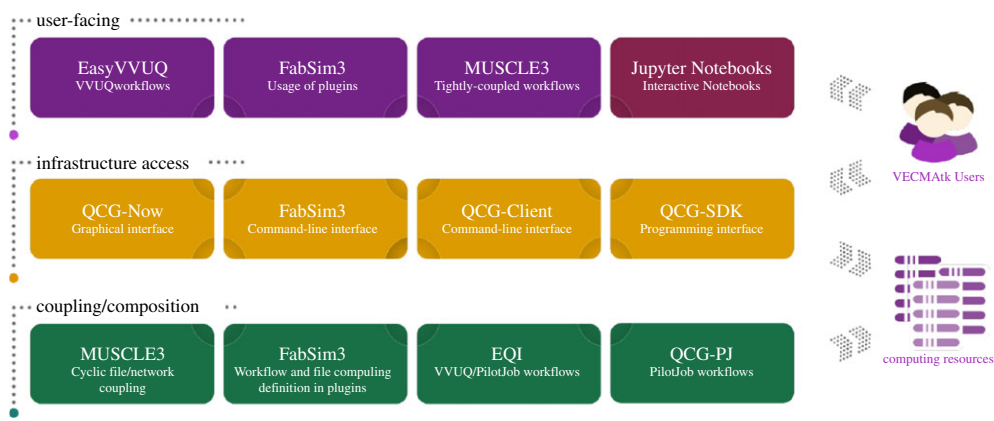 user-facing
EasyVVUQ
VVUQworkflows
FabSim3
Usage of plugins
MUSCLE3
Tightly-coupled workflows
Jupyter Notebooks
Interactive Notebooks
VECMAtk Users
infrastructure access
QCG-Now
Graphical interface
FabSim3
Command-line interface
QCG-Client
Command-line interface
QCG-SDK
Programming interface
coupling/composition
MUSCLE3
Cyclic file/network
coupling
FabSim3
Workflow and file compuling
definition in plugins
EQI
VVUQ/PilotJob workflows
QCG-PJ
PilotJob workflows
computing resources